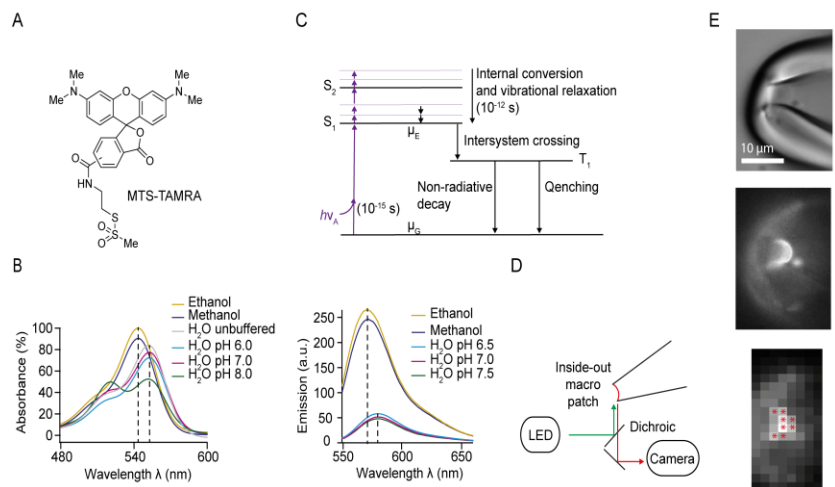 A
Me
N
Me
O
Me
N
Me
O
O
O
HN
MTS-TAMRA
S
O
S
O
Me
B
Ethanol
Methanol
H2O unbuffered
H2O pH 6.0
H2O pH 7.0
H2O pH 8.0
Absorbance (%)
100
80
60
40
20
0
480
520
560
600
Wavelength λ (nm)
Ethanol
Methanol
H2O pH 6.5
H2O pH 7.0
H2O pH 7.5
Emission (a.u.)
250
200
150
100
50
0
550
600
650
Wavelength λ (nm)
C
S2
S1
μE
Internal conversion
and vibrational relaxation
(10-12 s)
Intersystem crossing
T1
Non-radiative
decay
Qenching
hνA
(10-15 s)
μG
D
Inside-out
macro
patch
LED
Dichroic
Camera
E
10 μm